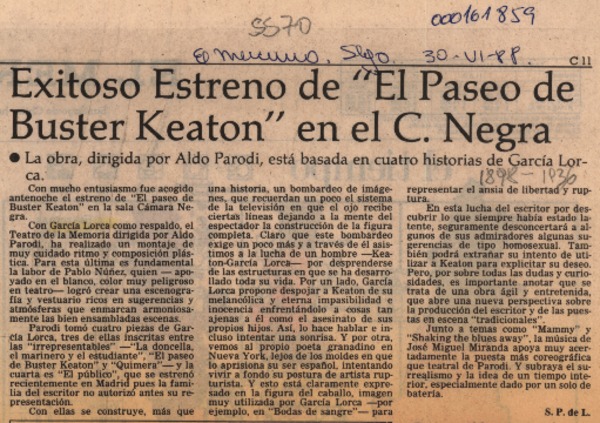 SS70
000161859
El Mercurio, Stgo. 30-VI-88.
C 11
Exitoso Estreno de "El Paseo de
Buster Keaton" en el C. Negra
● La obra, dirigida por Aldo Parodi, está basada en cuatro historias de García Lor-
ca.
1898-1936
Con mucho entusiasmo fue acogido
antenoche el estreno de "El paseo de
Buster Keaton" en la sala Cámara Ne-
gra.
Con García Lorca como respaldo, el
Teatro de la Memoria dirigida por Aldo
Parodi, ha realizado un montaje de
muy cuidado ritmo y composición plás-
tica. Para esta última es fundamental
la labor de Pablo Núñez, quien — apo-
yado en el blanco, color muy peligroso
en teatro— logró crear una escenogra-
fía y vestuario ricos en sugerencias y
atmósferas que enmarcan armoniosa-
mente las bien ensambladas escenas.
Parodi tomó cuatro piezas de Gar-
cía Lorca, tres de ellas inscritas entre
las "irrepresentables" —"La doncella,
el marinero y el estudiante", "El paseo
de Buster Keaton" y "Quimera"— y la
cuarta es "El público", que se estrenó
recientemente en Madrid pues la famí-
lia del escritor no autorizó antes su re-
presentación.
Con ellas se construye, más que
una historia, un bombardeo de imáge-
nes, que recuerdan un poco el sistema
de la televisión en que el ojo recibe
ciertas líneas dejando a la mente del
espectador la construcción de la figura
completa. Claro que este bombardeo
exige un poco más y a través de él asis-
timos a la lucha de un hombre —Kea-
ton-García Lorca— por desprenderse
de las estructuras en que se ha desarro-
llado toda su vida. Por un lado, García
Lorca propone despojar a Keaton de su
melancólica y eterna impasibilidad e
inocencia enfrentándolo a cosas tan
ajenas a él como el asesinato de sus
propios hijos. Así, lo hace hablar e in-
cluso intentar una sonrisa. Y por otra,
vemos al propio poeta granadino en
Nueva York, lejos de los moldes en que
lo aprisiona su ser español, intentando
vivir a fondo su postura de artista rup-
turista. Y esto está claramente expre-
sado en la figura del caballo, imagen
muy utilizada por García Lorca —por
ejemplo, en "Bodas de sangre"— para
representar el ansia de libertad y rup-
tura.
En esta lucha del escritor por des-
cubrir lo que siempre había estado la-
tente, seguramente desconcertará a al-
gunos de sus admiradores algunas su-
gerencias de tipo homosexual. Tam-
bién podrá extrañar su intento de uti-
lizar a Keaton para explicitar su deseo.
Pero, por sobre todas las dudas y curio-
sidades, es importante anotar que se
trata de una obra ágil y entretenida,
que abre una nueva perspectiva sobre
la producción del escritor y de las pues-
tas en escena "tradicionales".
Junto a temas como "Mammy" y
"Shaking the blues away", la música de
José Miguel Miranda apoya muy acer-
tadamente la puesta más coreográfica
que teatral de Parodi. Y subraya el su-
rrealismo y la idea de un tiempo inte-
rior, especialmente dado por un solo de
batería.
S. P. de L.